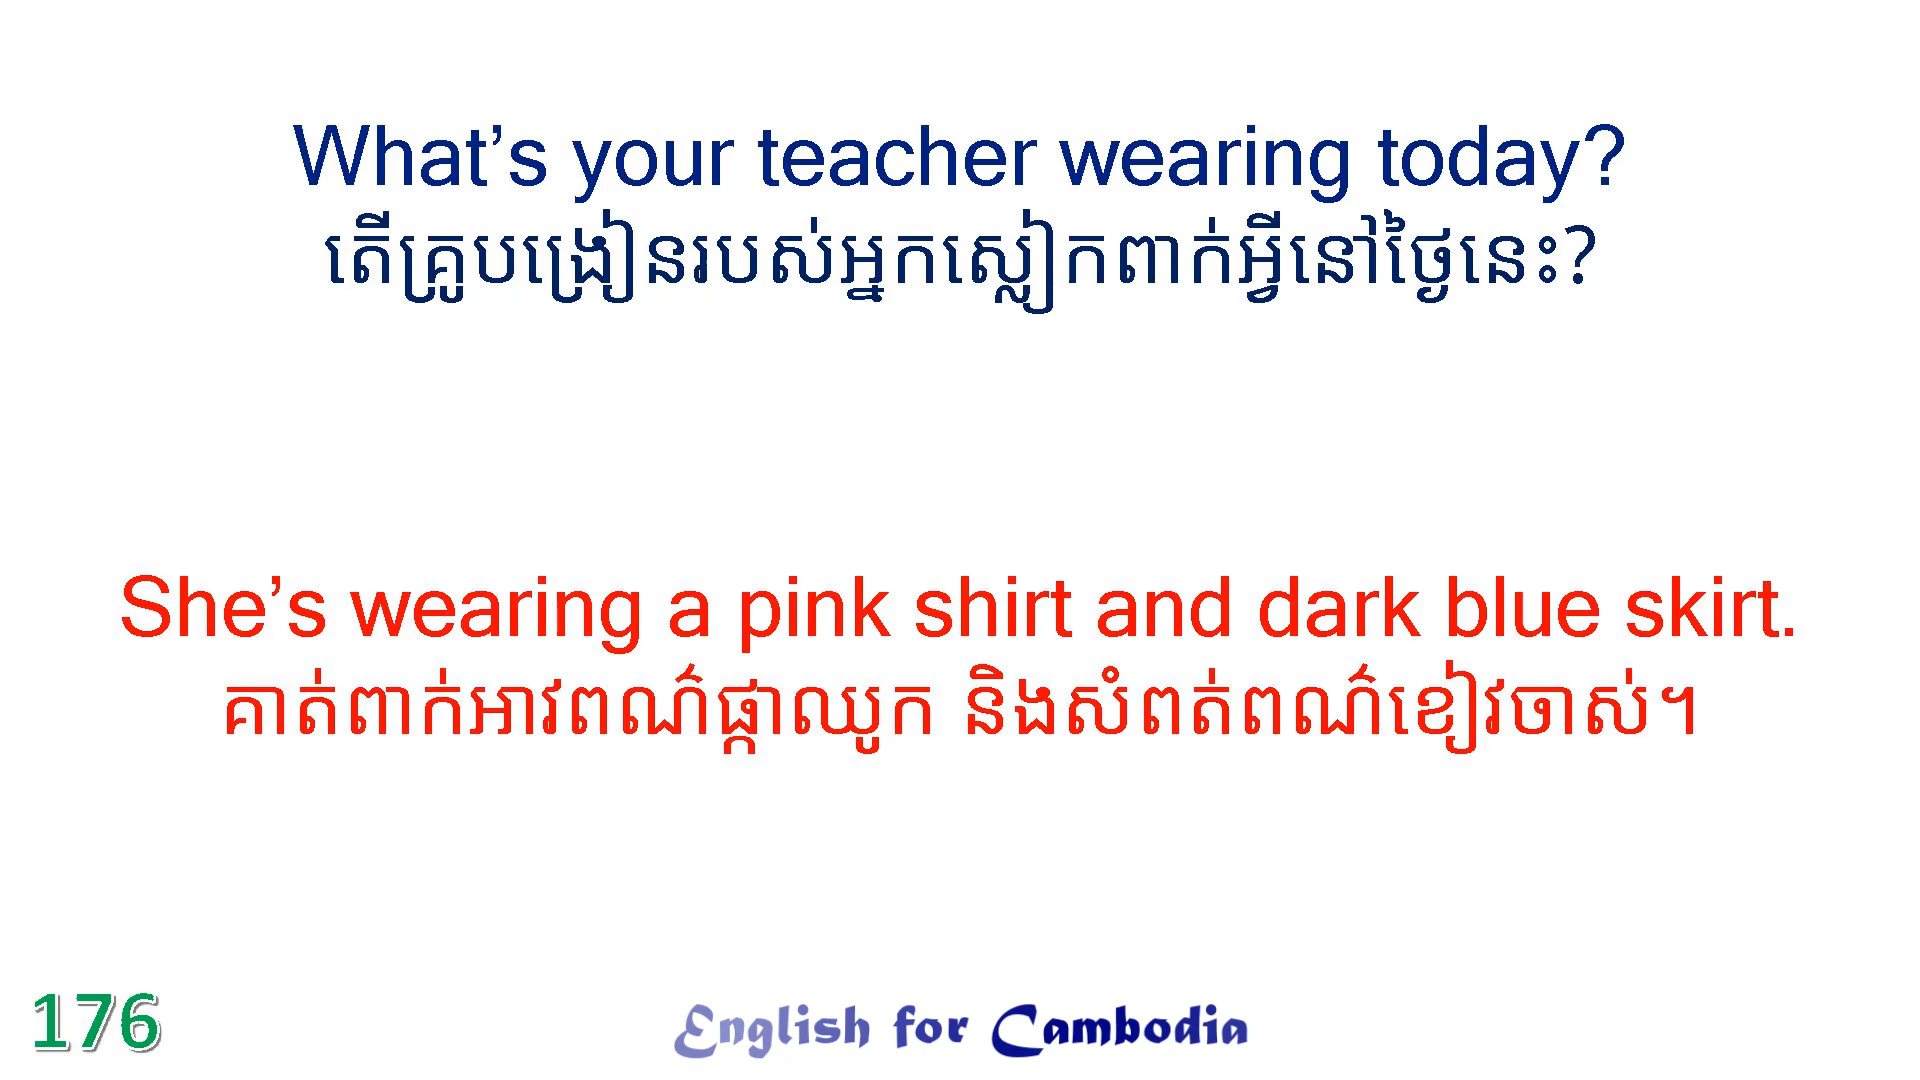 What’s your teacher wearing today?
តើគ្រូបង្រៀនរបស់អ្នកស្លៀកពាក់អ្វីនៅថ្ងៃនេះ?
She’s wearing a pink shirt and dark blue skirt.
គាត់ពាក់អាវពណ៌ផ្កាឈូក និងសំពត់ពណ៌ខៀវចាស់។
176
English for Cambodia